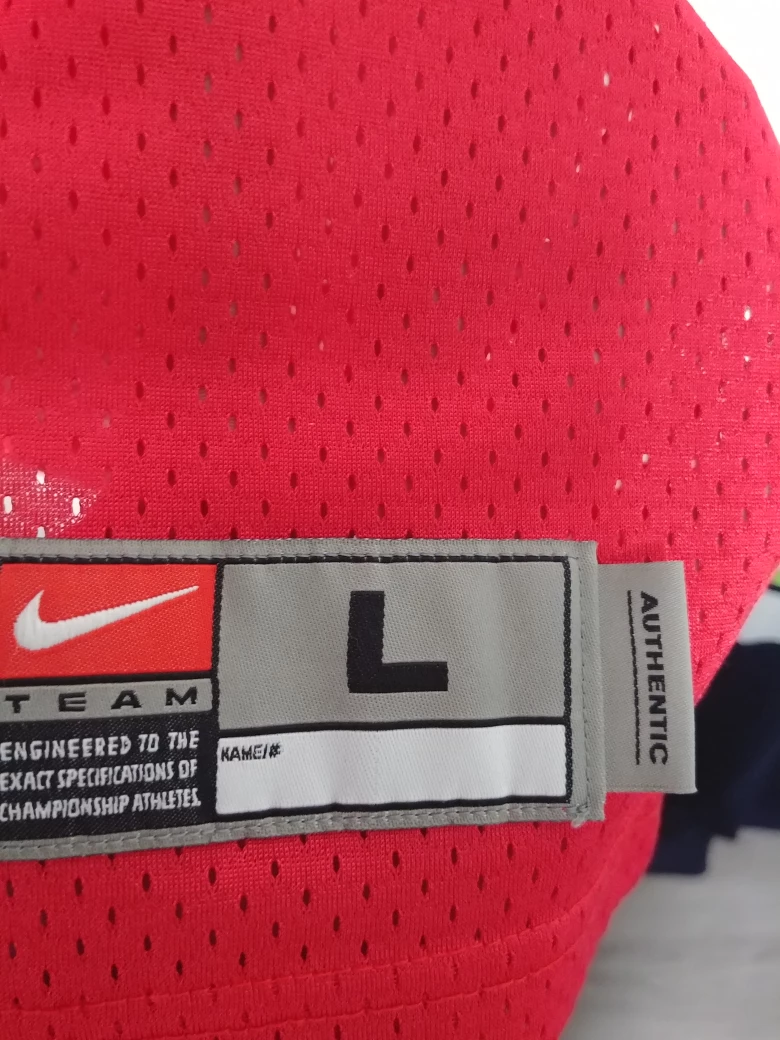 TEAM
ENGINEERED TO THE
EXACT SPECIFICATIONS OF
CHAMPIONSHIP ATHLETES.
L
NAME/#
AUTHENTIC